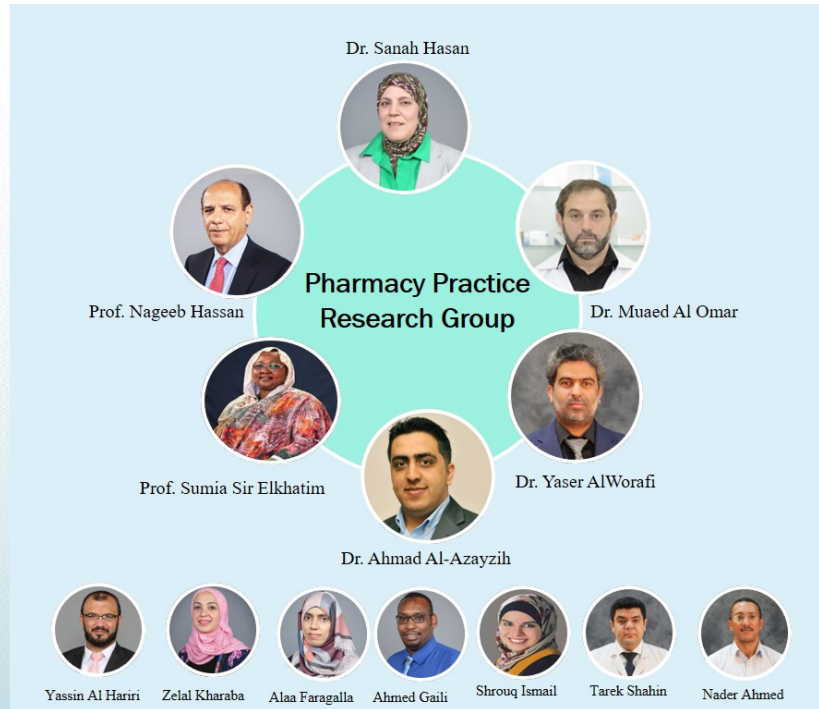 Dr. Sanah Hasan
Pharmacy Practice
Research Group
Prof. Nageeb Hassan
Dr. Muaed Al Omar
Prof. Sumia Sir Elkhatim
Dr. Yaser AlWorafi
Dr. Ahmad Al-Azayzih
Yassin Al Hariri
Zelal Kharaba
Alaa Faragalla
Ahmed Gaili
Shrouq Ismail
Tarek Shahin
Nader Ahmed